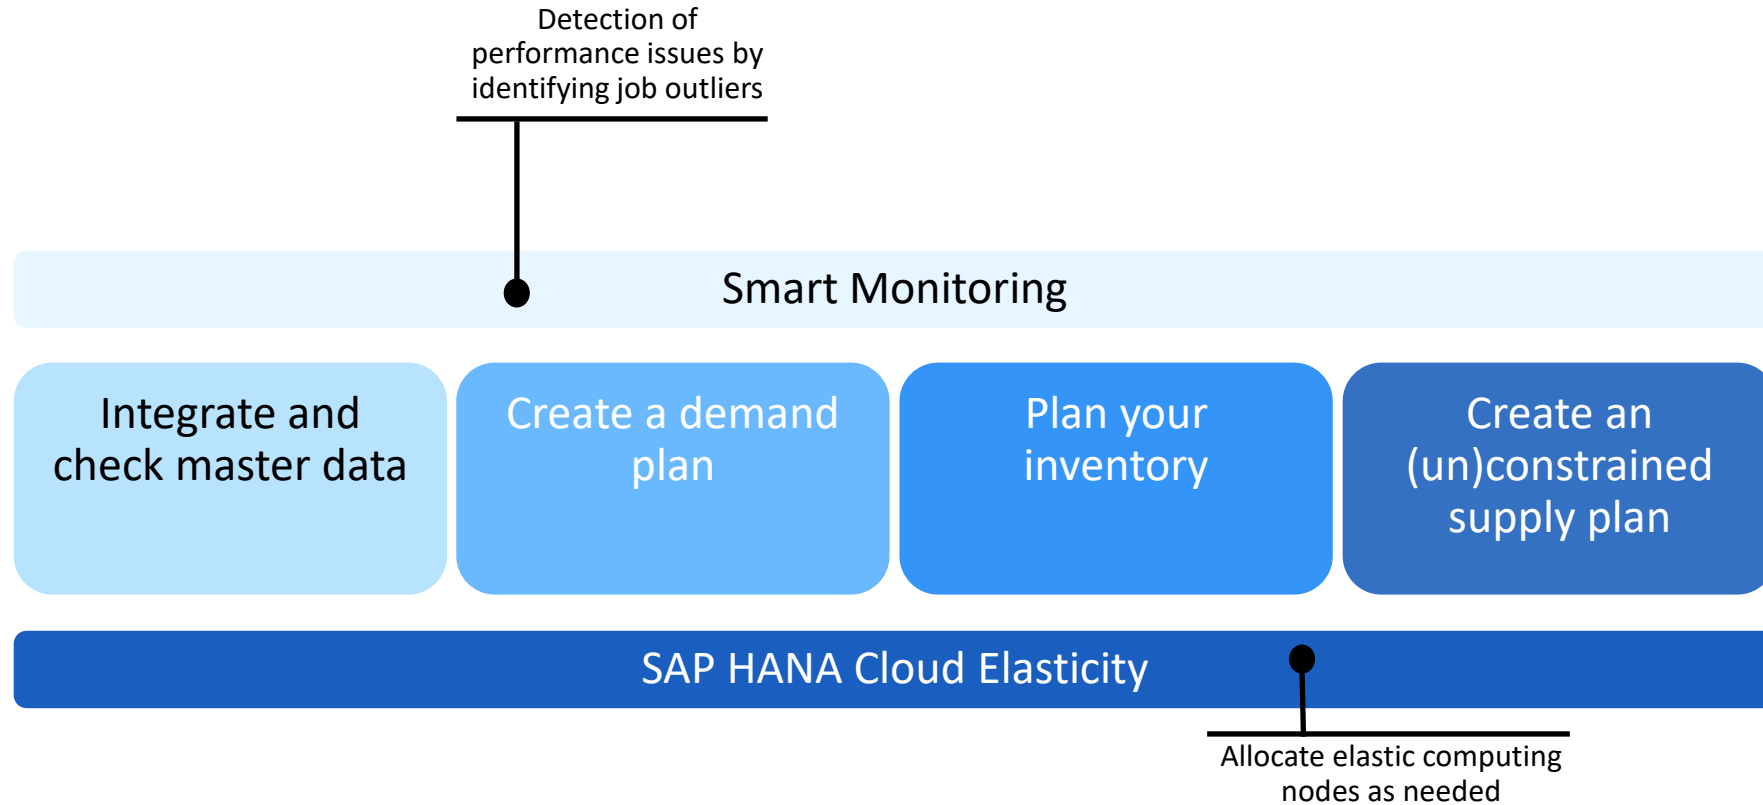 Detection of
performance issues by
identifying job outliers
Smart Monitoring
Integrate and
check master data
Create a demand
plan
Plan your
inventory
Create an
(un)constrained
supply plan
SAP HANA Cloud Elasticity
Allocate elastic computing
nodes as needed